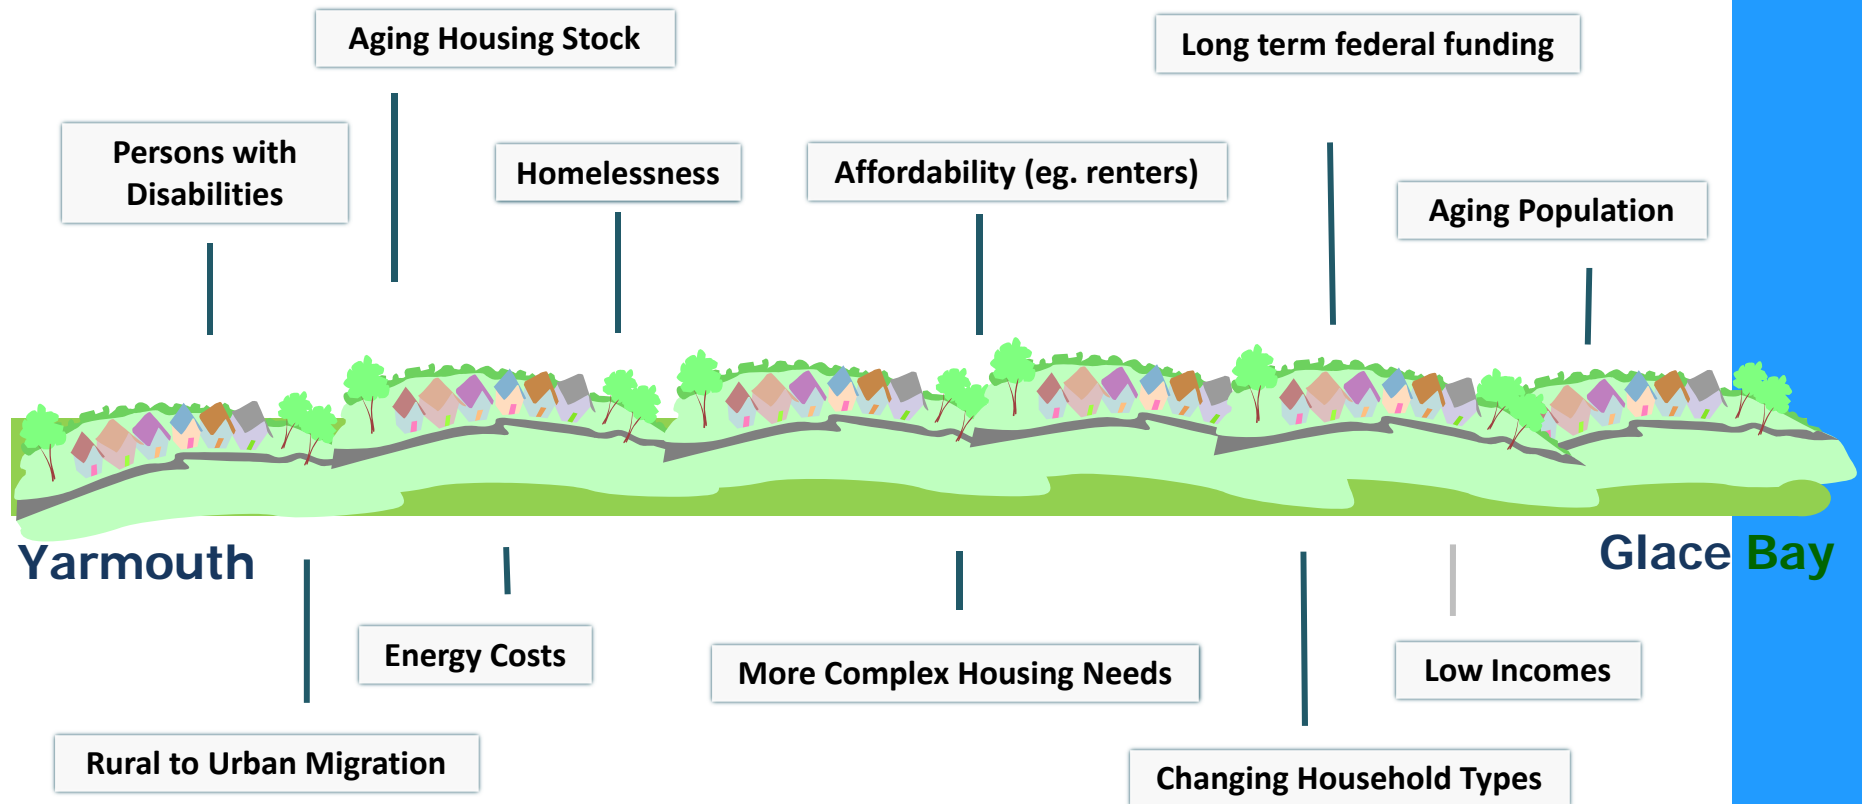 Aging Housing Stock
Long term federal funding
Persons with
Disabilities
Homelessness
Affordability (eg. renters)
Aging Population
Yarmouth
Glace Bay
Energy Costs
More Complex Housing Needs
Low Incomes
Rural to Urban Migration
Changing Household Types